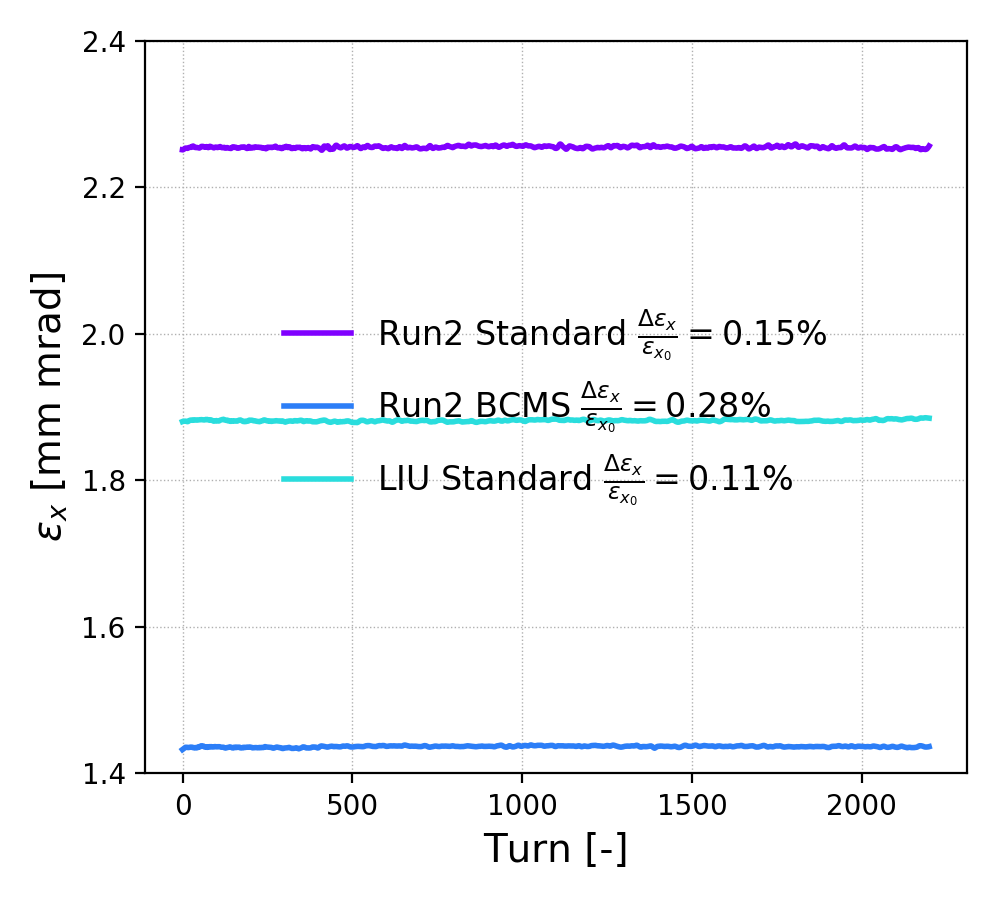 2.4
2.2
2.0
1.8
1.6
1.4
εx [mm mrad]
Run2 Standard Δεx/εx0 = 0.15%
Run2 BCMS Δεx/εx0 = 0.28%
LIU Standard Δεx/εx0 = 0.11%
0 500 1000 1500 2000
Turn [-]